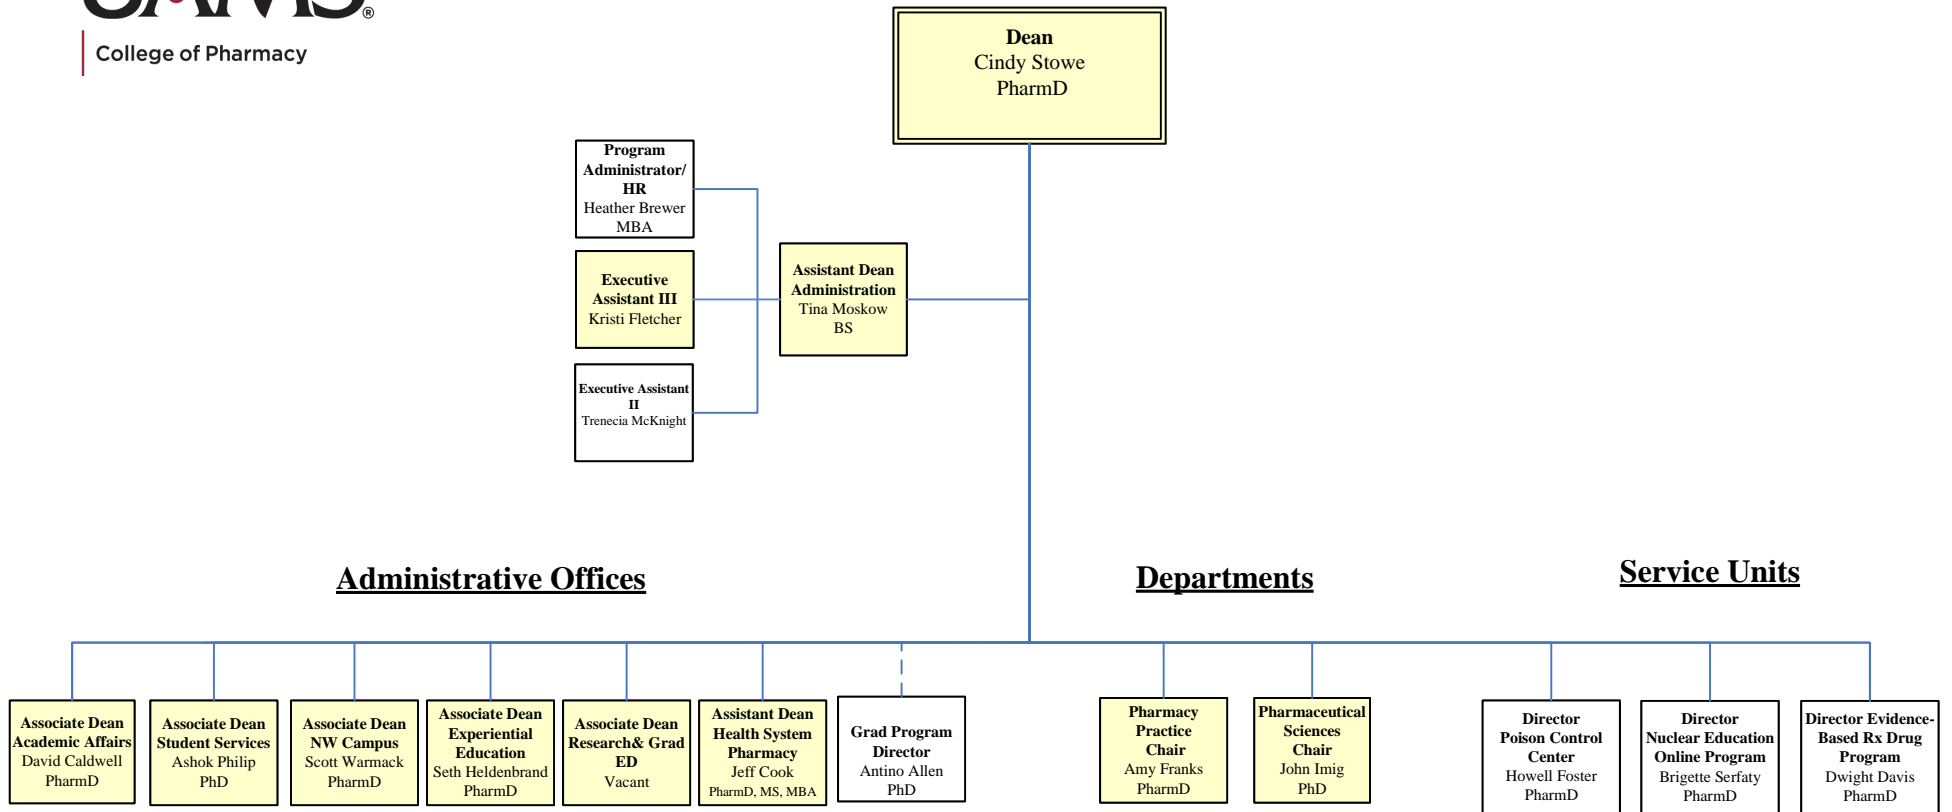 UAMS®
College of Pharmacy
Dean
Cindy Stowe
PharmD
Program
Administrator/
HR
Heather Brewer
MBA
Executive
Assistant III
Kristi Fletcher
Executive Assistant
II
Trenecia McKnight
Assistant Dean
Administration
Tina Moskow
BS
Administrative Offices
Departments
Service Units
Associate Dean
Academic Affairs
David Caldwell
PharmD
Associate Dean
Student Services
Ashok Philip
PhD
Associate Dean
NW Campus
Scott Warmack
PharmD
Associate Dean
Experiential
Education
Seth Heldenbrand
PharmD
Associate Dean
Research& Grad
ED
Vacant
Assistant Dean
Health System
Pharmacy
Jeff Cook
PharmD, MS, MBA
Grad Program
Director
Antino Allen
PhD
Pharmacy
Practice
Chair
Amy Franks
PharmD
Pharmaceutical
Sciences
Chair
John Imig
PhD
Director
Poison Control
Center
Howell Foster
PharmD
Director
Nuclear Education
Online Program
Brigette Serfaty
PharmD
Director Evidence-
Based Rx Drug
Program
Dwight Davis
PharmD